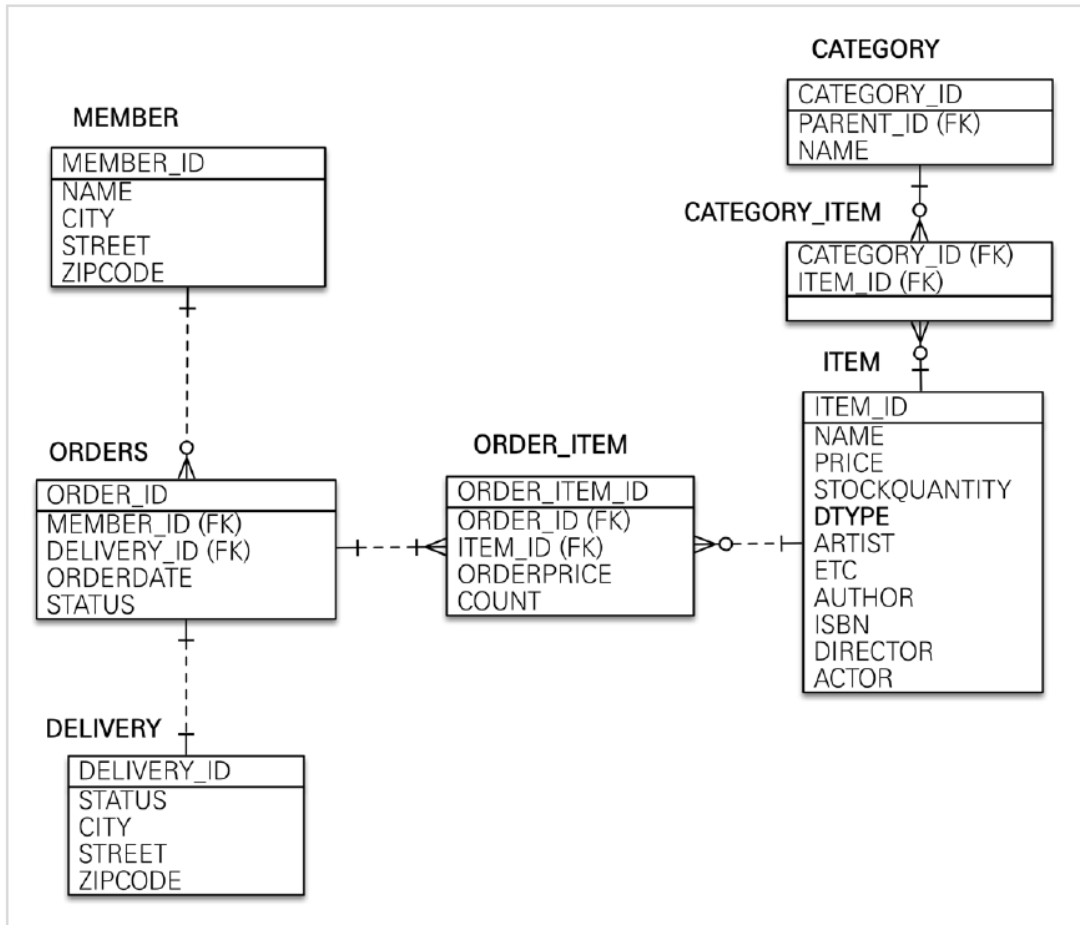 MEMBER
MEMBER_ID
NAME
CITY
STREET
ZIPCODE
ORDERS
ORDER_ID
MEMBER_ID (FK)
DELIVERY_ID (FK)
ORDERDATE
STATUS
DELIVERY
DELIVERY_ID
STATUS
CITY
STREET
ZIPCODE
ORDER_ITEM
ORDER_ITEM_ID
ORDER_ID (FK)
ITEM_ID (FK)
ORDERPRICE
COUNT
CATEGORY
CATEGORY_ID
PARENT_ID (FK)
NAME
CATEGORY_ITEM
CATEGORY_ID (FK)
ITEM_ID (FK)
ITEM
ITEM_ID
NAME
PRICE
STOCKQUANTITY
DTYPE
ARTIST
ETC
AUTHOR
ISBN
DIRECTOR
ACTOR